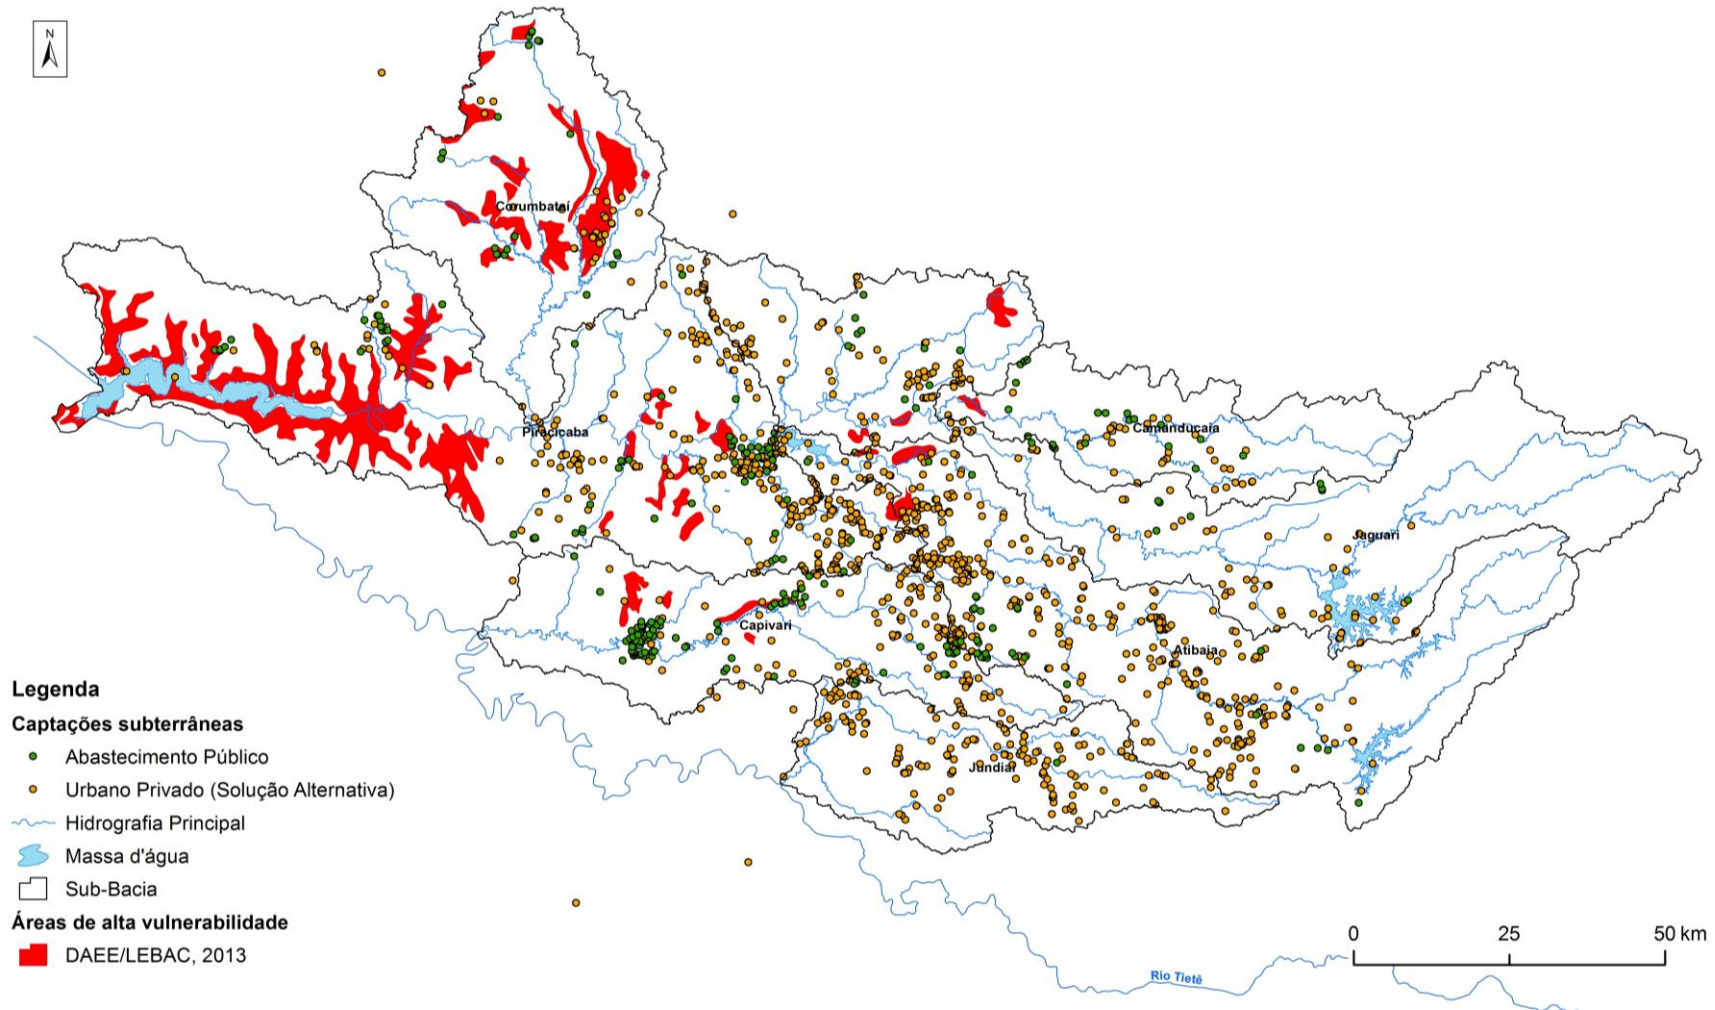 N
Corumbataí
Piracicaba
Camanducaia
Jaguari
Capivari
Atibaia
Jundiaí
Legenda
Captações subterrâneas
Abastecimento Público
Urbano Privado (Solução Alternativa)
Hidrografia Principal
Massa d'água
Sub-Bacia
Áreas de alta vulnerabilidade
DAEE/LEBAC, 2013
0 25 50 km
Rio Tietê